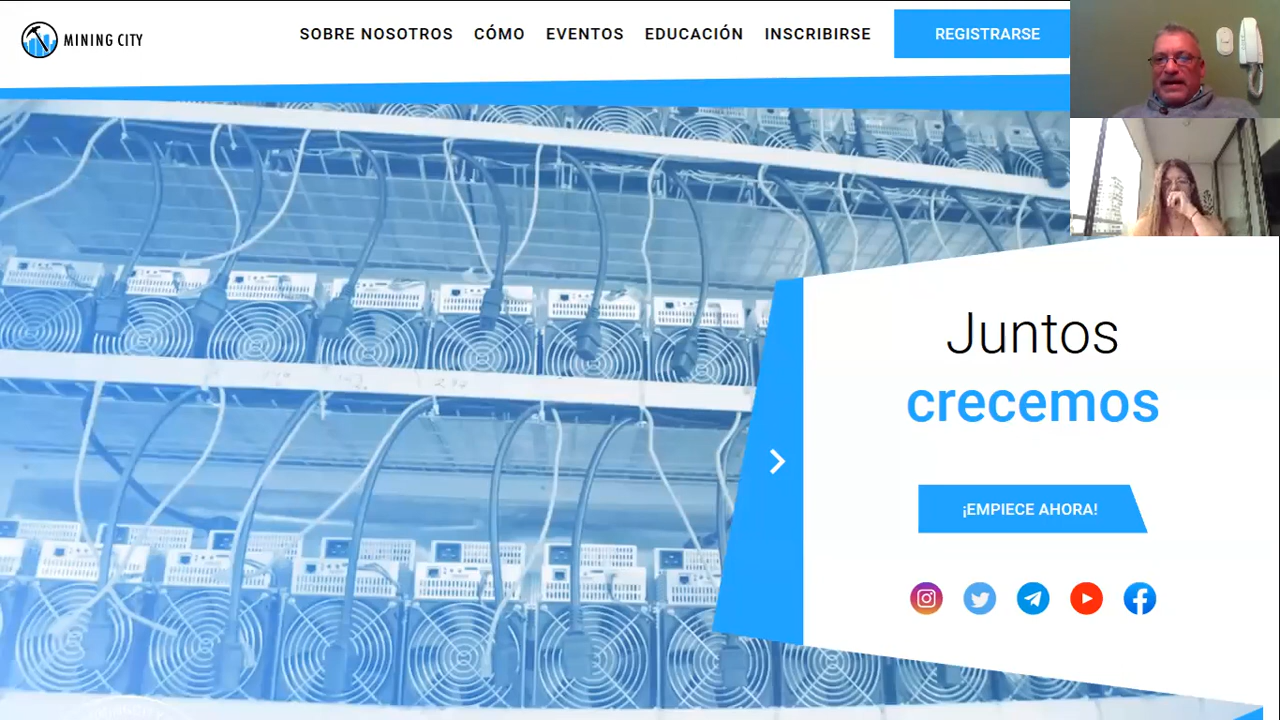 MINING CITY
SOBRE NOSOTROS CÓMO EVENTOS EDUCACIÓN INSCRIBIRSE REGISTRARSE
Juntos
crecemos
¡EMPIECE AHORA!